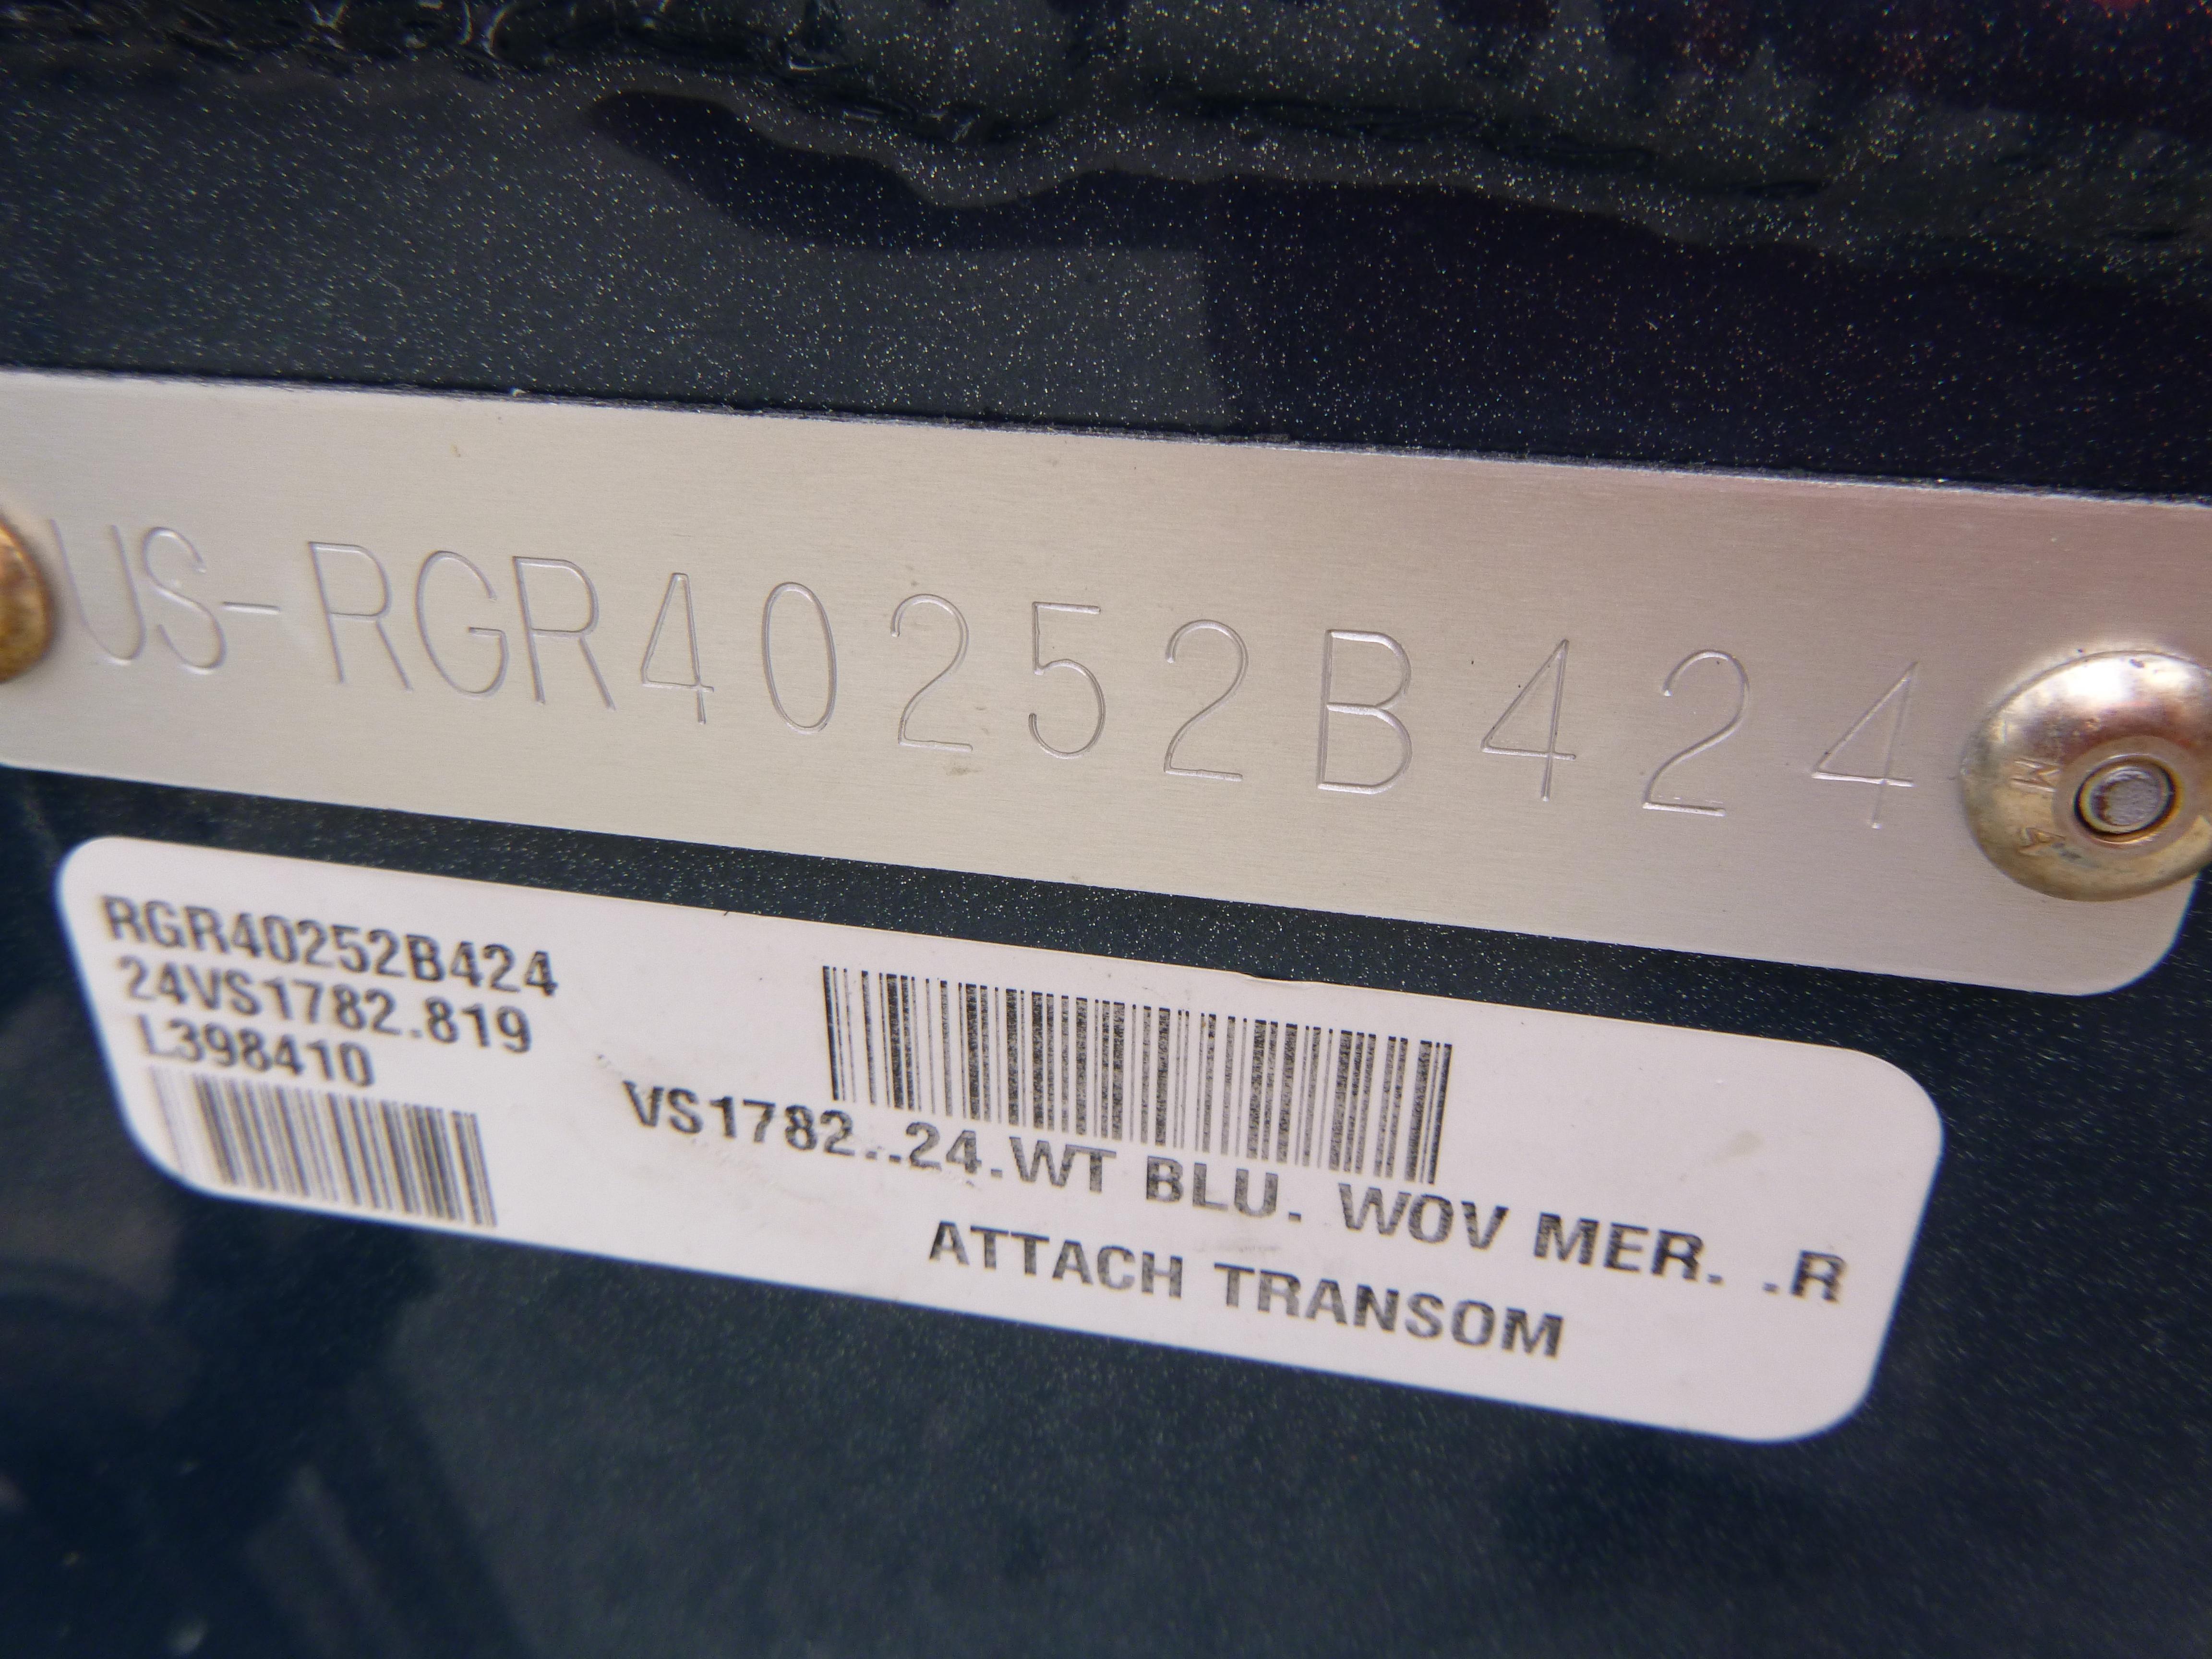 US-RGR40252B424
RGR40252B424
24VS1782.819
L398410
VS1782..24.WT BLU. WOV MER. .R
ATTACH TRANSOM